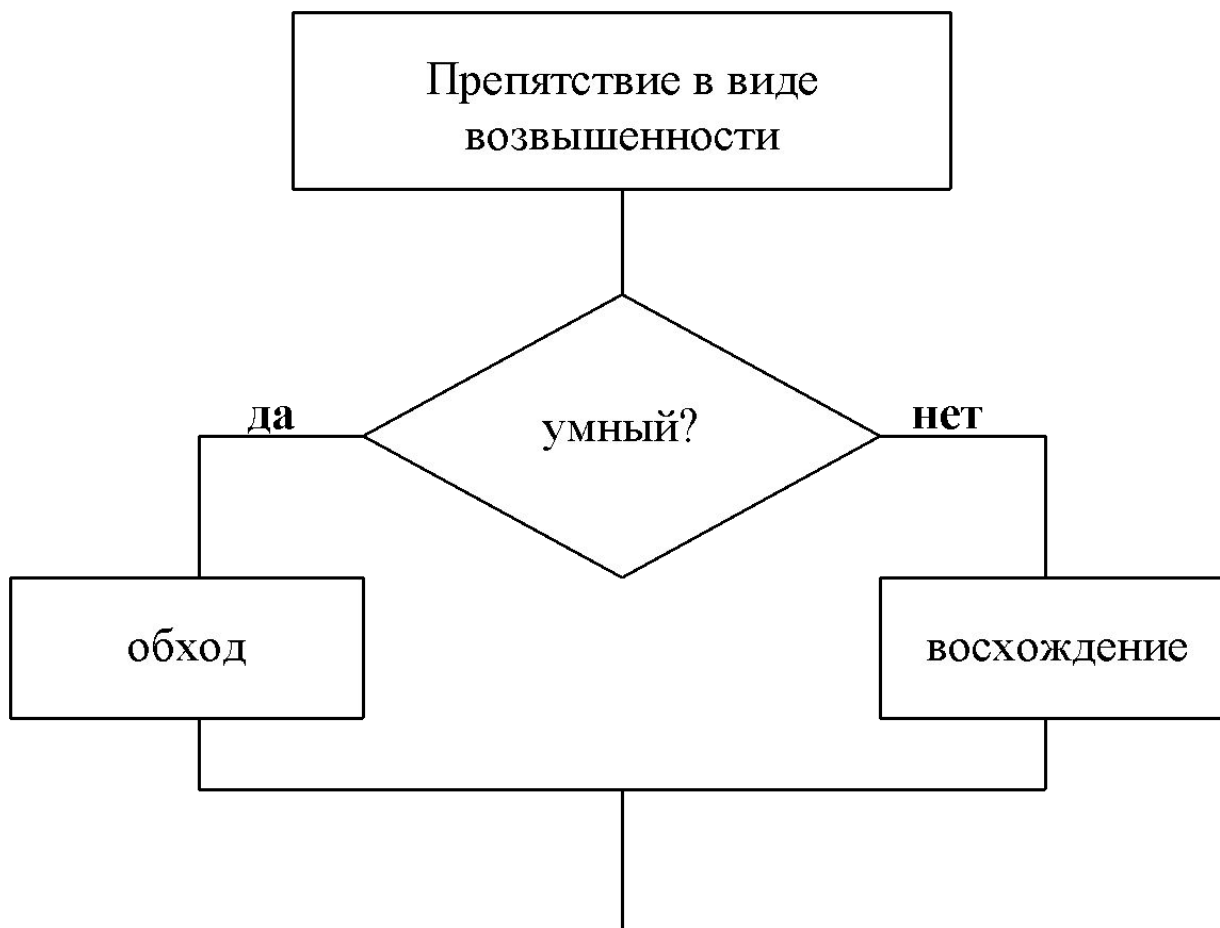 Препятствие в виде
возвышенности
да
умный?
нет
обход
восхождение